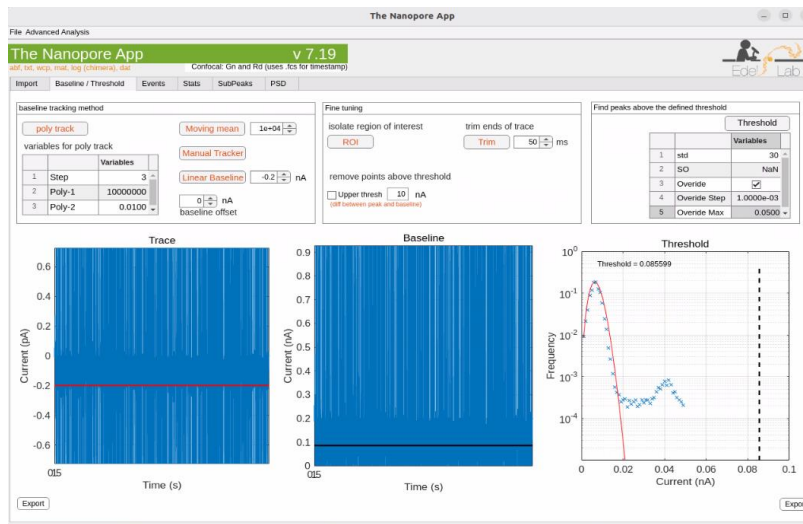 The Nanopore App
File Advanced Analysis
The Nanopore App v 7.19
abf, txt, wcp, mat, log (chimera), dat
Confocal: Gn and Rd (uses .fcs for timestamp)
Edel Lab
Import Baseline / Threshold Events Stats SubPeaks PSD
baseline tracking method
poly track
Moving mean 1e+04
variables for poly track
Manual Tracker
Variables
1 Step 3
2 Poly-1 10000000
3 Poly-2 0.0100
Linear Baseline -0.2 nA
0 nA
baseline offset
Fine tuning
isolate region of interest
trim ends of trace
ROI
Trim 50 ms
remove points above threshold
Upper thresh 10 nA
(diff between peak and baseline)
Find peaks above the defined threshold
Threshold
Variables
1 std 30
2 SO NaN
3 Overide
4 Overide Step 1.0000e-03
5 Overide Max 0.0500
Trace
Current (pA)
0.6
0.4
0.2
0
-0.2
-0.4
-0.6
Time (s)
Baseline
Current (nA)
0.9
0.8
0.7
0.6
0.5
0.4
0.3
0.2
0.1
0
Time (s)
Threshold
Threshold = 0.085599
Frequency
10^0
10^-1
10^-2
10^-3
10^-4
0 0.02 0.04 0.06 0.08 0.1
Current (nA)
Export
Expo